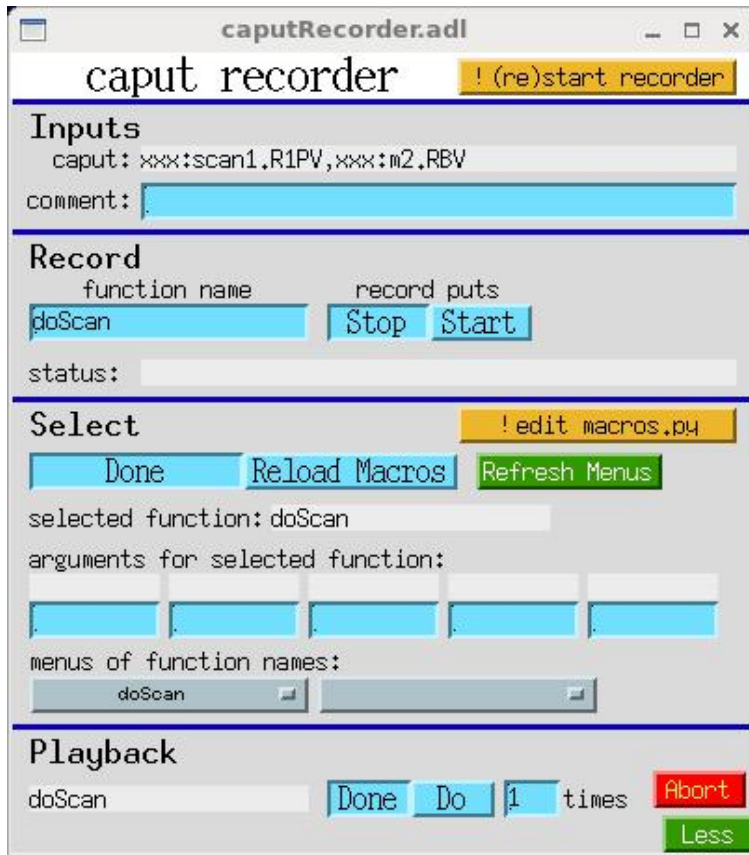 caputRecorder.adl
caput recorder
! (re)start recorder
Inputs
caput: xxx:scan1.R1PV,xxx:m2.RBV
comment:
Record
function name record puts
doScan Stop Start
status:
Select
!edit macros.py
Done Reload Macros Refresh Menus
selected function: doScan
arguments for selected function:
menus of function names:
doScan
Playback
doScan Done Do 1 times Abort
Less